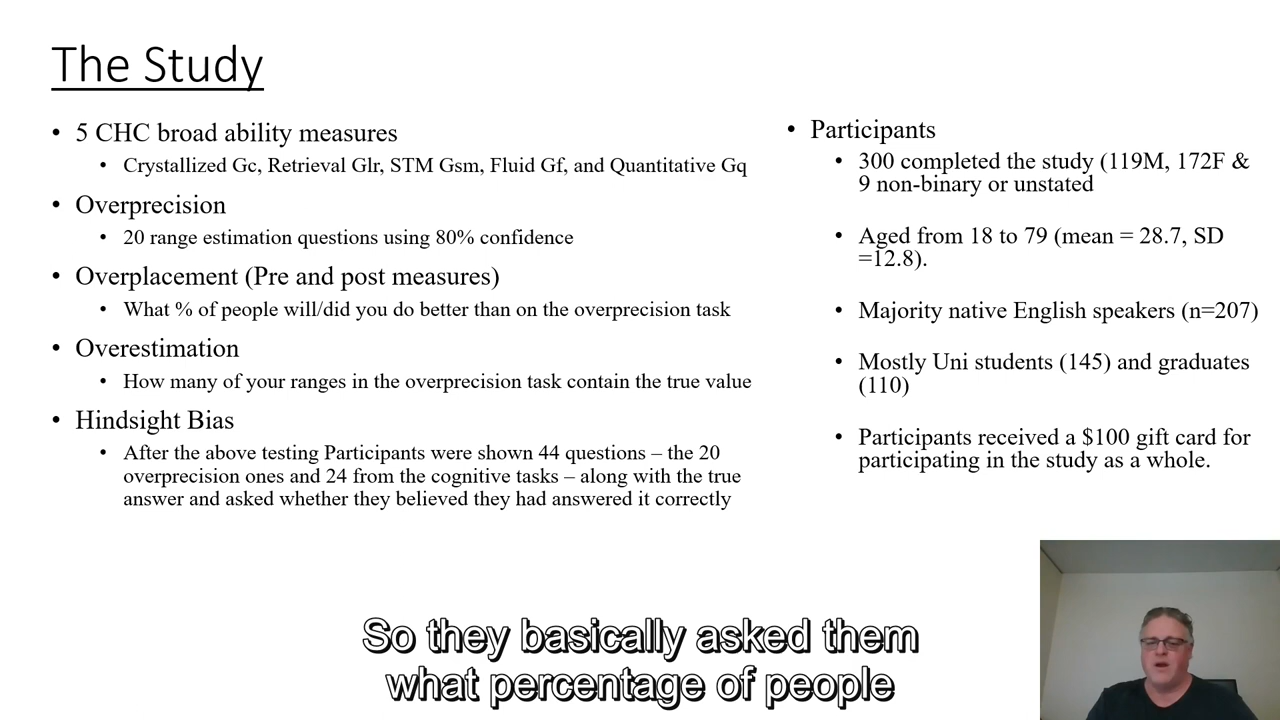 The Study
• 5 CHC broad ability measures
• Crystallized Gc, Retrieval Glr, STM Gsm, Fluid Gf, and Quantitative Gq
• Overprecision
• 20 range estimation questions using 80% confidence
• Overplacement (Pre and post measures)
• What % of people will/did you do better than on the overprecision task
• Overestimation
• How many of your ranges in the overprecision task contain the true value
• Hindsight Bias
• After the above testing Participants were shown 44 questions – the 20
overprecision ones and 24 from the cognitive tasks – along with the true
answer and asked whether they believed they had answered it correctly
• Participants
• 300 completed the study (119M, 172F &
9 non-binary or unstated
• Aged from 18 to 79 (mean = 28.7, SD
=12.8).
• Majority native English speakers (n=207)
• Mostly Uni students (145) and graduates
(110)
• Participants received a $100 gift card for
participating in the study as a whole.
So they basically asked them
what percentage of people